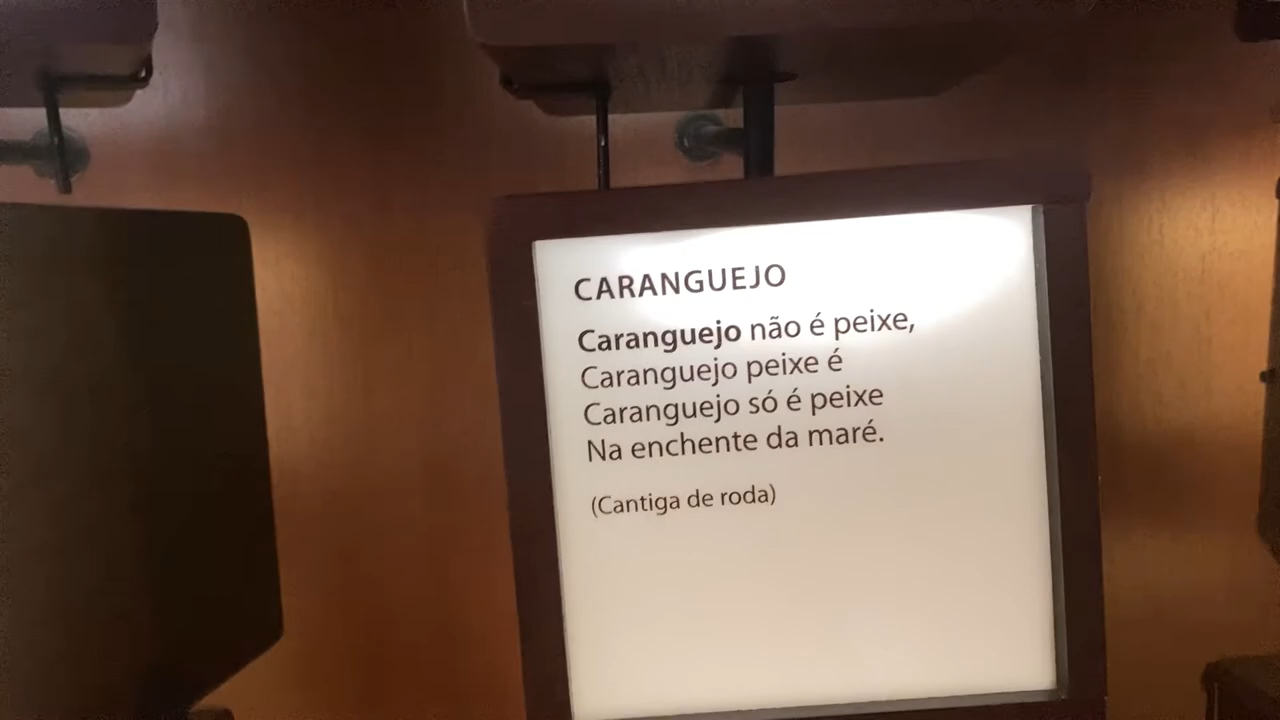 CARANGUEJO
Caranguejo não é peixe,
Caranguejo peixe é
Caranguejo só é peixe
Na enchente da maré.
(Cantiga de roda)